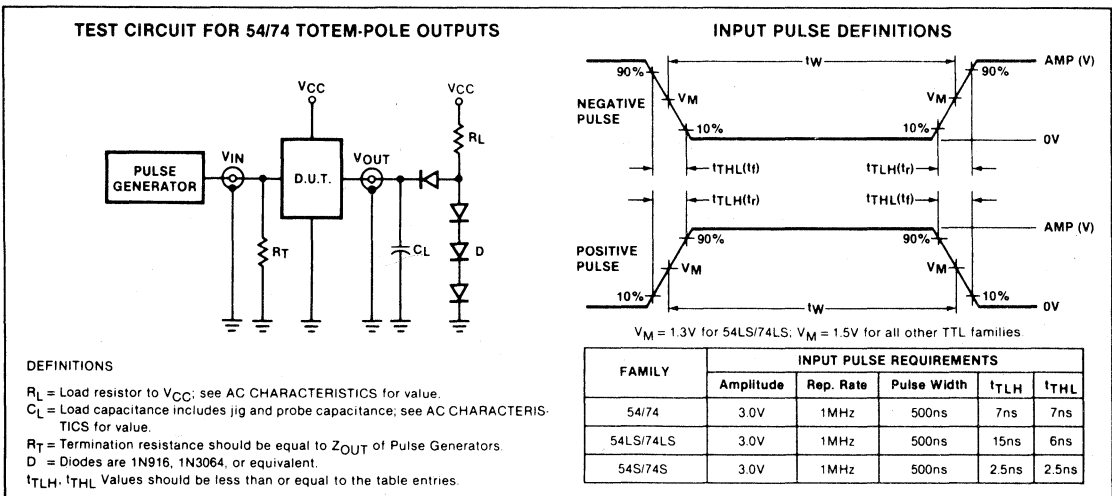 TEST CIRCUIT FOR 54/74 TOTEM-POLE OUTPUTS
VCC
VCC
RL
VIN
VOUT
PULSE
GENERATOR
D.U.T.
RT
CL
D
DEFINITIONS
RL = Load resistor to VCC; see AC CHARACTERISTICS for value.
CL = Load capacitance includes jig and probe capacitance; see AC CHARACTERIS-
TICS for value.
RT = Termination resistance should be equal to ZOUT of Pulse Generators.
D = Diodes are 1N916, 1N3064, or equivalent.
tTLH, tTHL Values should be less than or equal to the table entries.
INPUT PULSE DEFINITIONS
tW
AMP (V)
90%
90%
NEGATIVE
PULSE
VM
VM
10%
10%
0V
tTHL(tf)
tTLH(tr)
tTLH(tr)
tTHL(tf)
AMP (V)
90%
90%
POSITIVE
PULSE
VM
VM
10%
10%
tW
0V
VM = 1.3V for 54LS/74LS; VM = 1.5V for all other TTL families.
FAMILY
INPUT PULSE REQUIREMENTS
Amplitude Rep. Rate Pulse Width tTLH tTHL
54/74 3.0V 1MHz 500ns 7ns 7ns
54LS/74LS 3.0V 1MHz 500ns 15ns 6ns
54S/74S 3.0V 1MHz 500ns 2.5ns 2.5ns